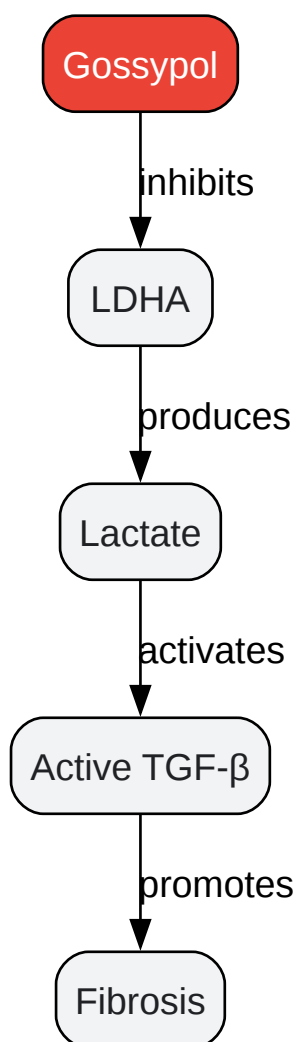 Gossypol
inhibits
LDHA
produces
Lactate
activates
Active TGF-β
promotes
Fibrosis